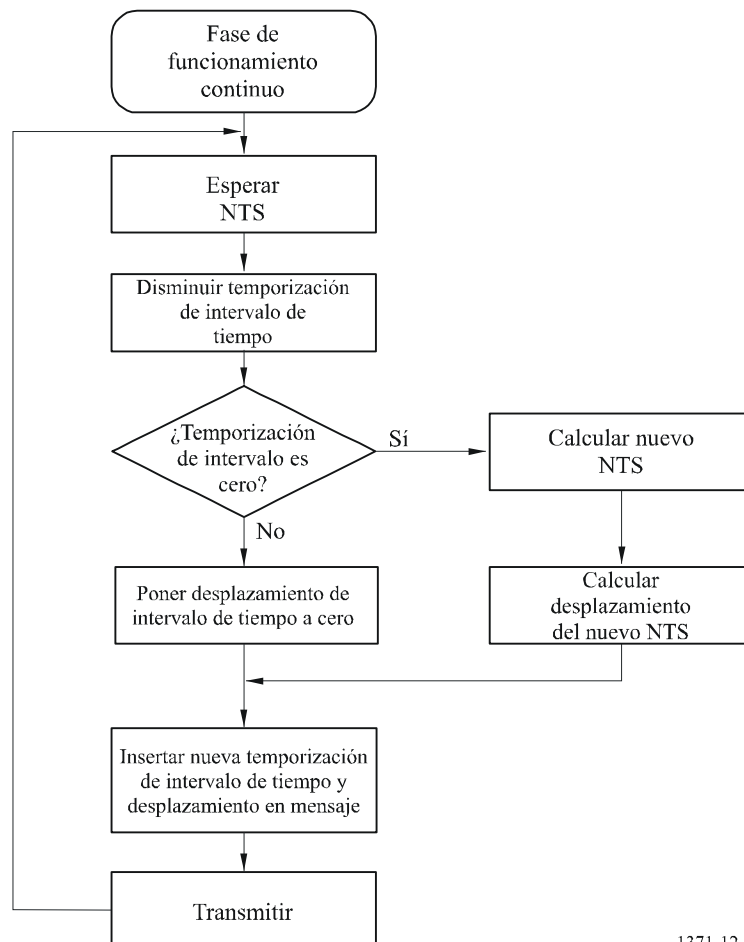 Fase de
funcionamiento
continuo
Esperar
NTS
Disminuir temporización
de intervalo de
tiempo
¿Temporización
de intervalo es
cero?
Sí
Calcular nuevo
NTS
No
Poner desplazamiento de
intervalo de tiempo a cero
Calcular
desplazamiento
del nuevo NTS
Insertar nueva temporización
de intervalo de tiempo y
desplazamiento en mensaje
Transmitir
1371-12